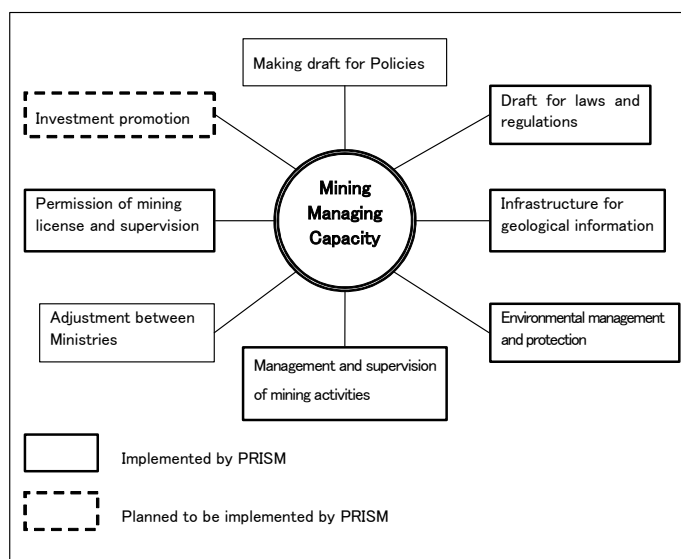 Making draft for Policies
Investment promotion
Draft for laws and
regulations
Mining
Managing
Capacity
Permission of mining
license and supervision
Infrastructure for
geological information
Adjustment between
Ministries
Environmental management
and protection
Management and supervision
of mining activities
Implemented by PRISM
Planned to be implemented by PRISM